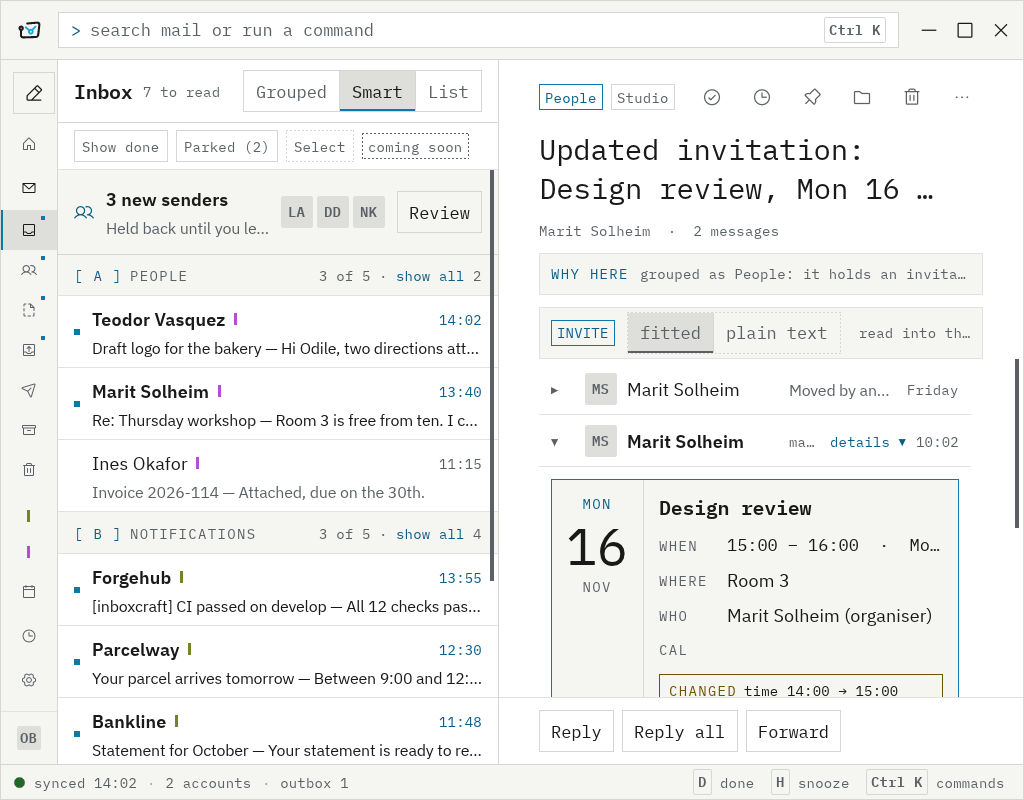 > search mail or run a command Ctrl K
Inbox 7 to read Grouped Smart List
Show done Parked (2) Select coming soon
3 new senders
Held back until you le… LA DD NK Review
[ A ] PEOPLE 3 of 5 · show all 2
Teodor Vasquez 14:02
Draft logo for the bakery — Hi Odile, two directions att…
Marit Solheim 13:40
Re: Thursday workshop — Room 3 is free from ten. I c…
Ines Okafor 11:15
Invoice 2026-114 — Attached, due on the 30th.
[ B ] NOTIFICATIONS 3 of 5 · show all 4
Forgehub 13:55
[inboxcraft] CI passed on develop — All 12 checks pas…
Parcelway 12:30
Your parcel arrives tomorrow — Between 9:00 and 12:…
Bankline 11:48
Statement for October — Your statement is ready to re…
People Studio
Updated invitation:
Design review, Mon 16 …
Marit Solheim · 2 messages
WHY HERE grouped as People: it holds an invita…
INVITE fitted plain text read into th…
MS Marit Solheim Moved by an… Friday
MS Marit Solheim ma… details 10:02
MON
16
NOV
Design review
WHEN 15:00 – 16:00 · Mo…
WHERE Room 3
WHO Marit Solheim (organiser)
CAL
CHANGED time 14:00 → 15:00
Reply Reply all Forward
OB
synced 14:02 · 2 accounts · outbox 1
D done H snooze Ctrl K commands